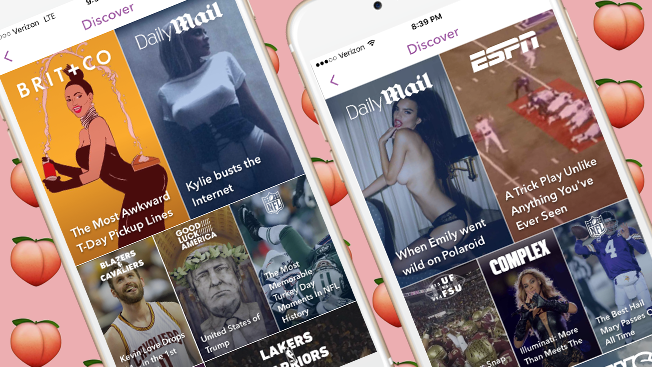 Verizon LTE
Discover
BRIT+CO
The Most Awkward
T-Day Pickup Lines
Daily Mail
Kylie busts the
Internet
BLAZERS
&
CAVALIERS
Kevin Love Drops
in the 1st
GOOD
LUCK
AMERICA
United States of
Trump
NFL
The Most
Memorable
Turkey Day
Moments In NFL
History
LAKERS
&
Verizon
8:39 PM
Discover
Daily Mail
When Emily went
wild on Polaroid
ESPN
A Trick Play Unlike
Anything You've
Ever Seen
UF
FSU
Snap
COMPLEX
Illuminati: More
Than Meets The
NFL
4
The Best Hail
Mary Passes
All Time